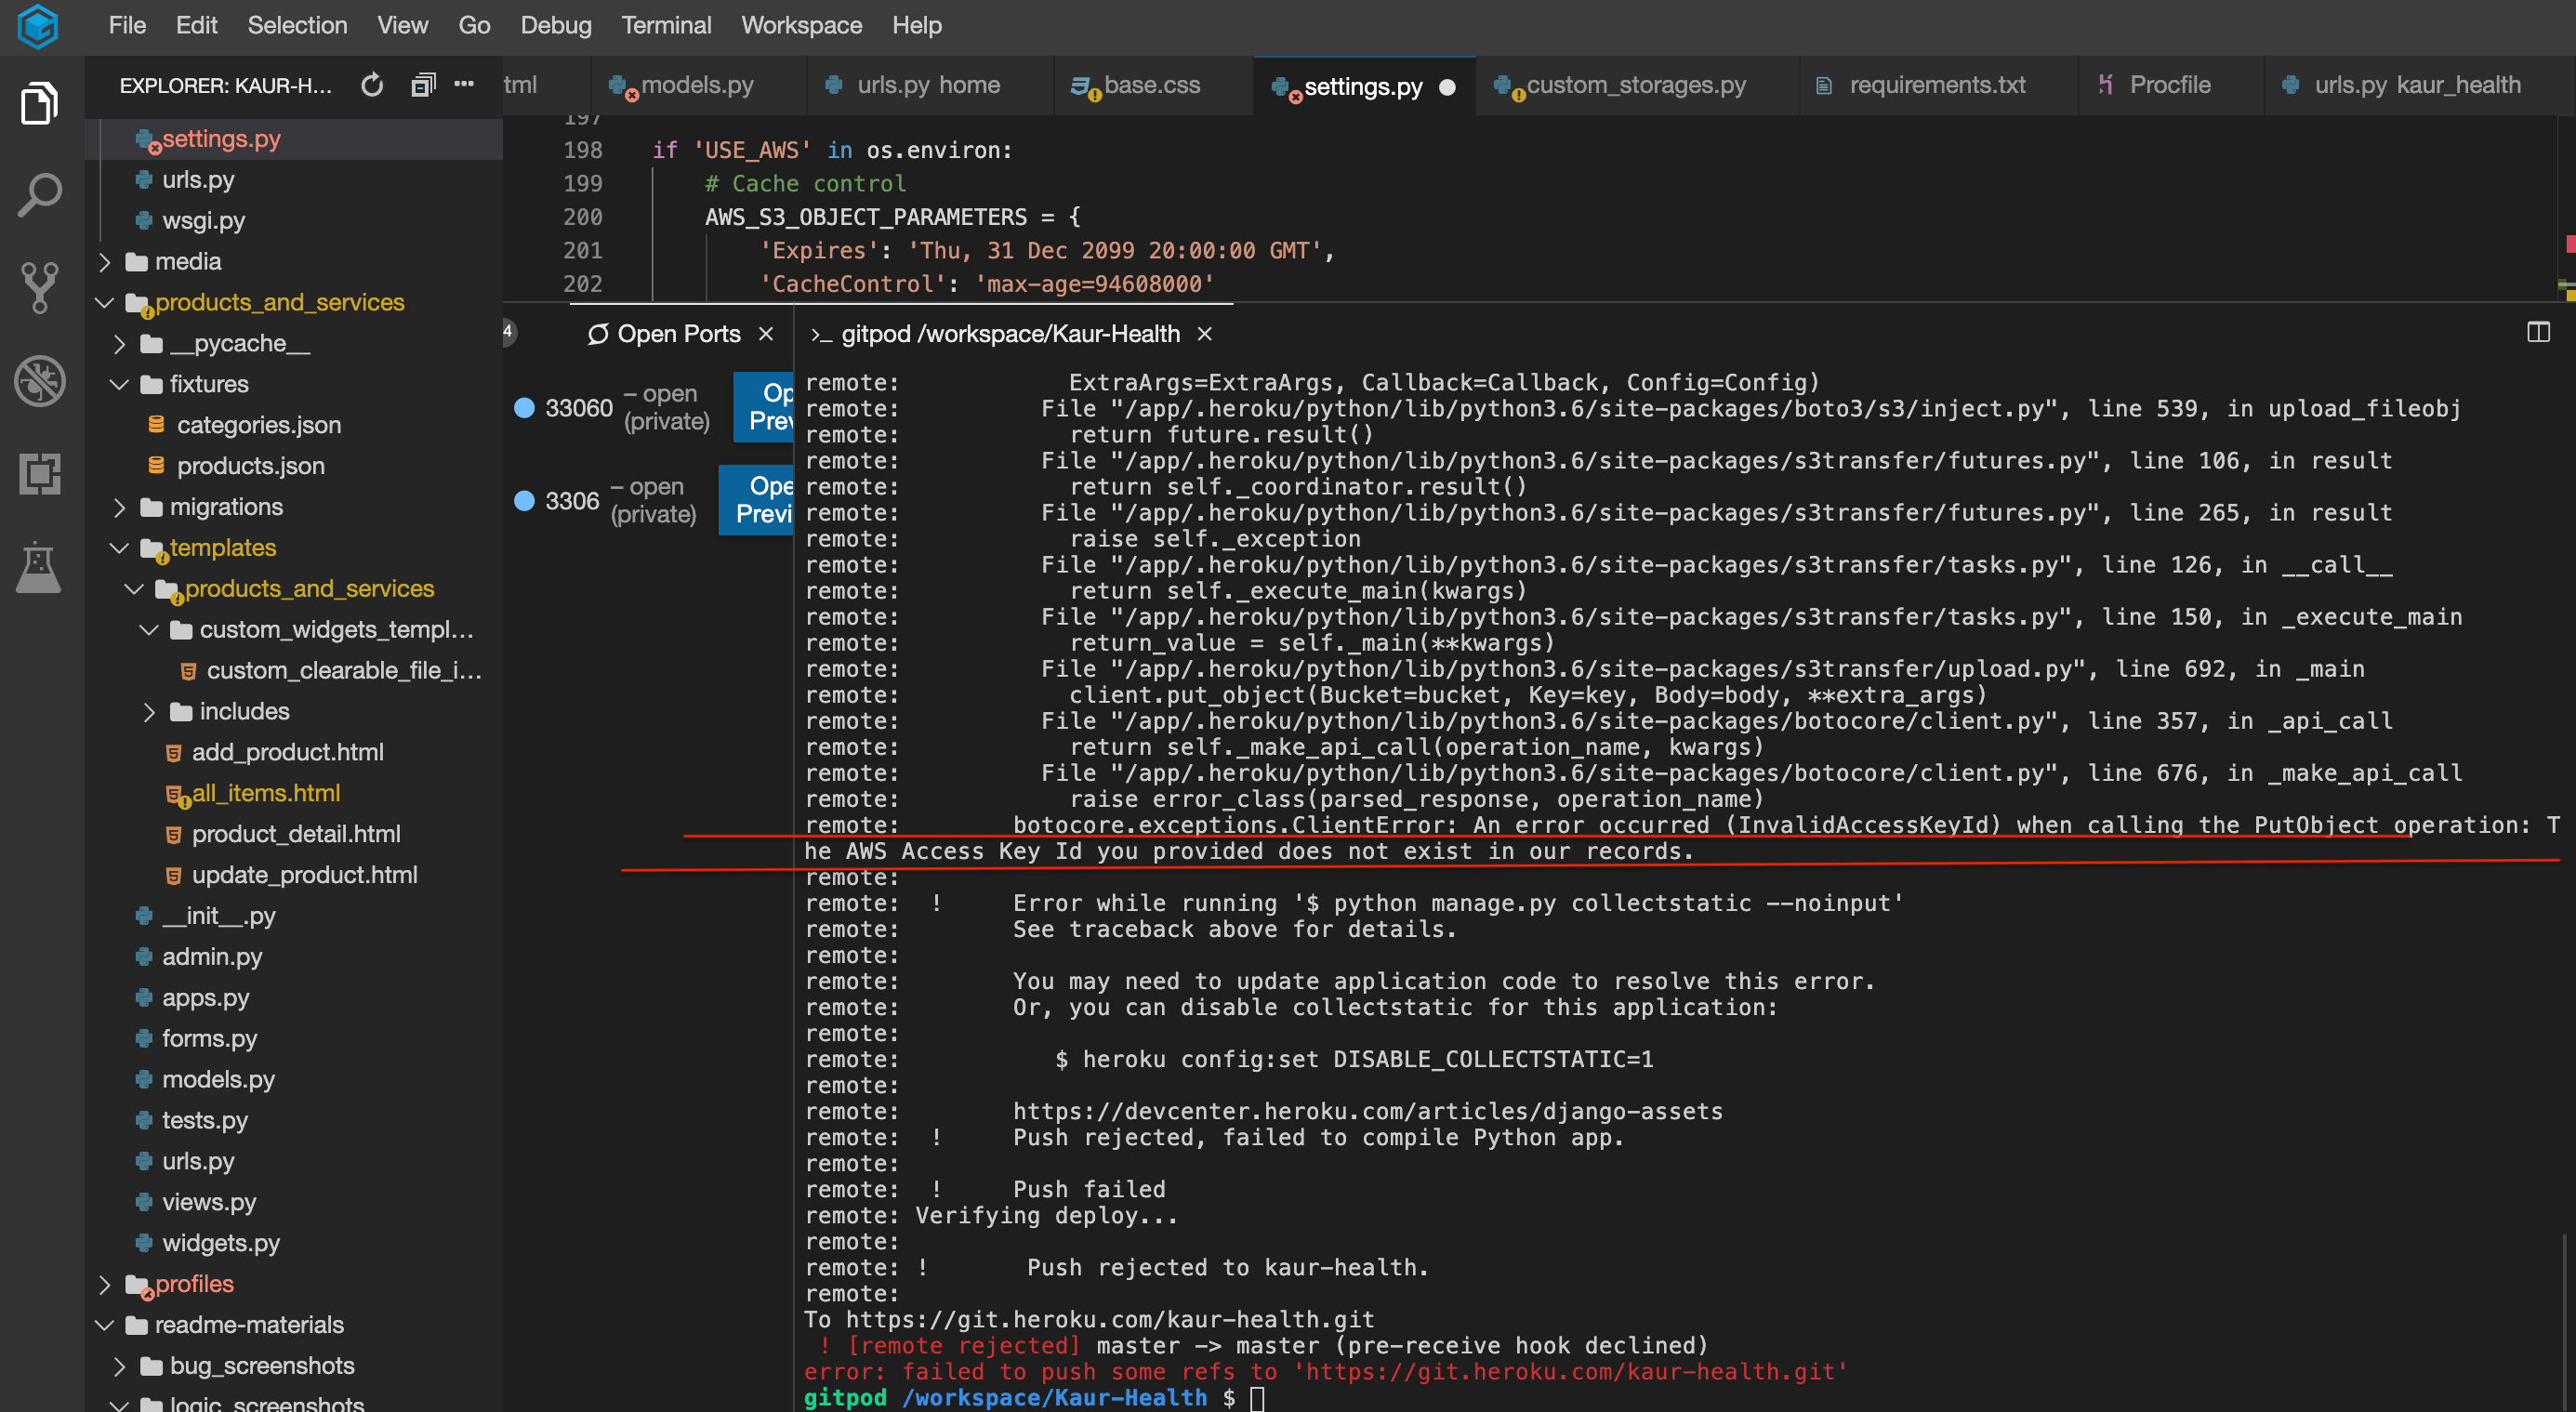 File Edit Selection View Go Debug Terminal Workspace Help
EXPLORER: KAUR-H...
tml models.py urls.py home base.css settings.py custom_storages.py requirements.txt Procfile urls.py kaur_health
settings.py
urls.py
wsgi.py
media
products_and_services
__pycache__
fixtures
categories.json
products.json
migrations
templates
products_and_services
custom_widgets_templ...
custom_clearable_file_i...
includes
add_product.html
all_items.html
product_detail.html
update_product.html
__init__.py
admin.py
apps.py
forms.py
models.py
tests.py
urls.py
views.py
widgets.py
profiles
readme-materials
bug_screenshots
logic_screenshots
197
198 if 'USE_AWS' in os.environ:
199 # Cache control
200 AWS_S3_OBJECT_PARAMETERS = {
201 'Expires': 'Thu, 31 Dec 2099 20:00:00 GMT',
202 'CacheControl': 'max-age=94608000'
4 Open Ports
33060 – open (private) Op
Prev
3306 – open (private) Ope
Previ
>_ gitpod /workspace/Kaur-Health
remote: ExtraArgs=ExtraArgs, Callback=Callback, Config=Config)
remote: File "/app/.heroku/python/lib/python3.6/site-packages/boto3/s3/inject.py", line 539, in upload_fileobj
remote: return future.result()
remote: File "/app/.heroku/python/lib/python3.6/site-packages/s3transfer/futures.py", line 106, in result
remote: return self._coordinator.result()
remote: File "/app/.heroku/python/lib/python3.6/site-packages/s3transfer/futures.py", line 265, in result
remote: raise self._exception
remote: File "/app/.heroku/python/lib/python3.6/site-packages/s3transfer/tasks.py", line 126, in __call__
remote: return self._execute_main(kwargs)
remote: File "/app/.heroku/python/lib/python3.6/site-packages/s3transfer/tasks.py", line 150, in _execute_main
remote: return_value = self._main(**kwargs)
remote: File "/app/.heroku/python/lib/python3.6/site-packages/s3transfer/upload.py", line 692, in _main
remote: client.put_object(Bucket=bucket, Key=key, Body=body, **extra_args)
remote: File "/app/.heroku/python/lib/python3.6/site-packages/botocore/client.py", line 357, in _api_call
remote: return self._make_api_call(operation_name, kwargs)
remote: File "/app/.heroku/python/lib/python3.6/site-packages/botocore/client.py", line 676, in _make_api_call
remote: raise error_class(parsed_response, operation_name)
remote: botocore.exceptions.ClientError: An error occurred (InvalidAccessKeyId) when calling the PutObject operation: T
he AWS Access Key Id you provided does not exist in our records.
remote:
remote: ! Error while running '$ python manage.py collectstatic --noinput'
remote: See traceback above for details.
remote:
remote: You may need to update application code to resolve this error.
remote: Or, you can disable collectstatic for this application:
remote:
remote: $ heroku config:set DISABLE_COLLECTSTATIC=1
remote:
remote: https://devcenter.heroku.com/articles/django-assets
remote: ! Push rejected, failed to compile Python app.
remote:
remote: ! Push failed
remote: Verifying deploy...
remote:
remote: ! Push rejected to kaur-health.
remote:
To https://git.heroku.com/kaur-health.git
! [remote rejected] master -> master (pre-receive hook declined)
error: failed to push some refs to 'https://git.heroku.com/kaur-health.git'
gitpod /workspace/Kaur-Health $